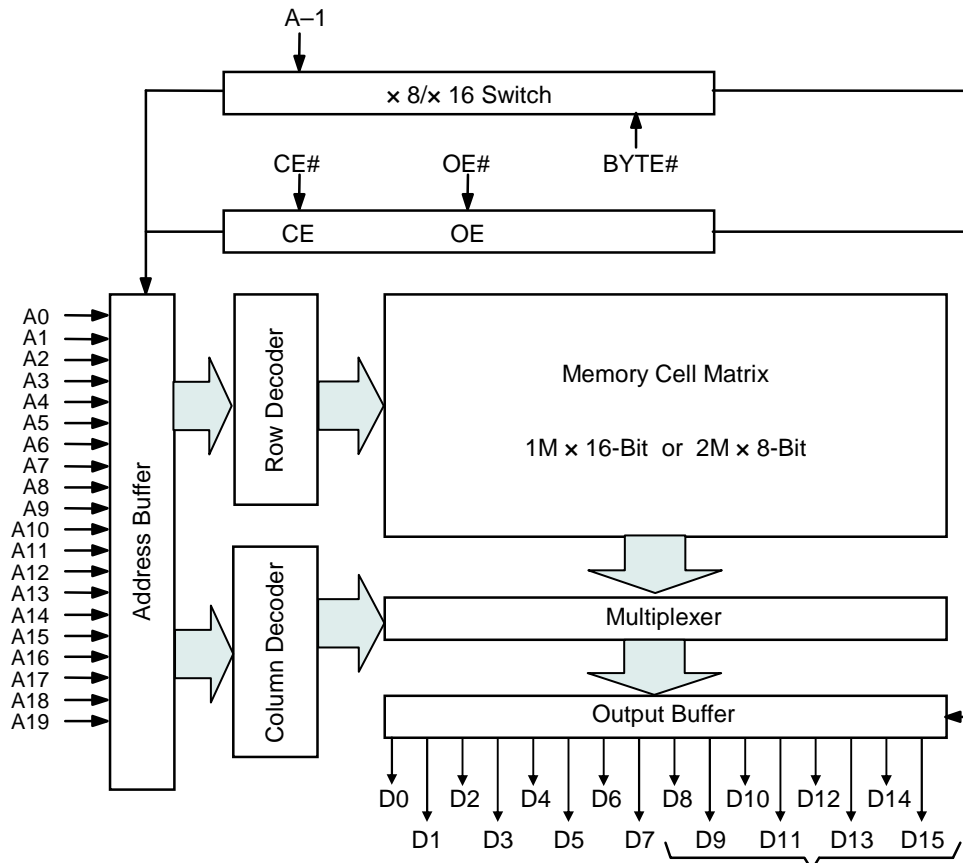 A–1
× 8/× 16 Switch
CE# OE# BYTE#
CE OE
A0
A1
A2
A3
A4
A5
A6
A7
A8
A9
A10
A11
A12
A13
A14
A15
A16
A17
A18
A19
Address Buffer
Row Decoder
Column Decoder
Memory Cell Matrix
1M × 16-Bit or 2M × 8-Bit
Multiplexer
Output Buffer
D0 D2 D4 D6 D8 D10 D12 D14
D1 D3 D5 D7 D9 D11 D13 D15